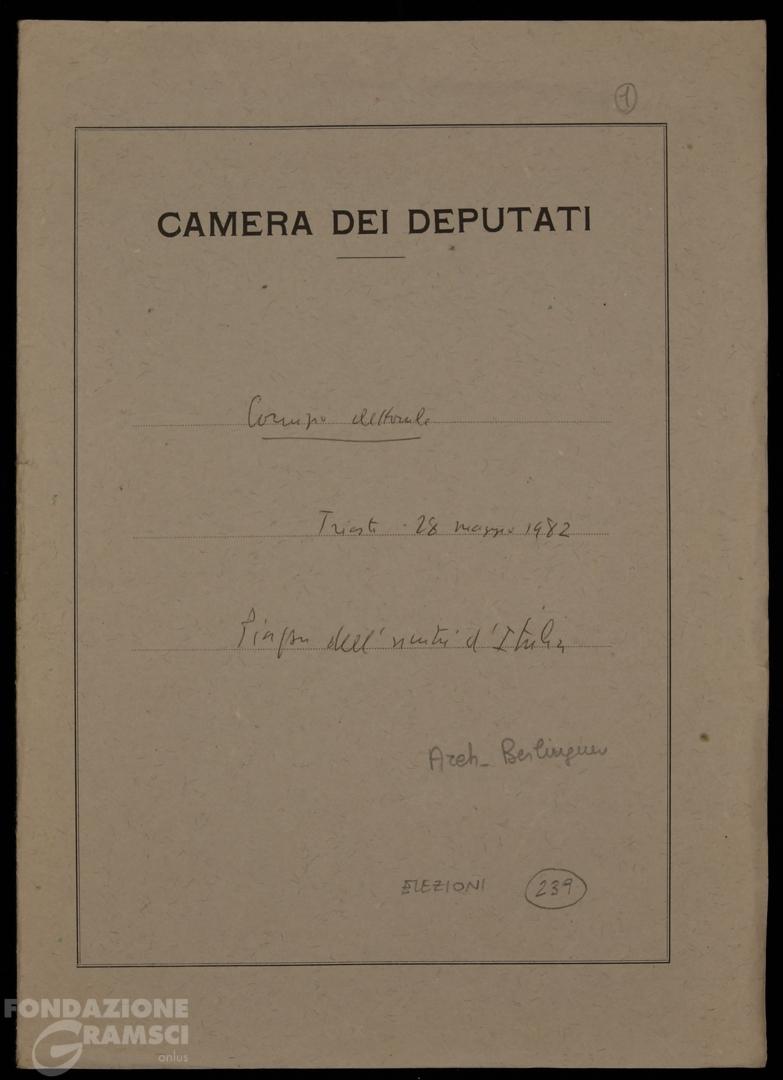 1
CAMERA DEI DEPUTATI
Comizio elettorale
Trieste - 28 maggio 1982
Piazza dell'unità d'Italia
Arch. Berlinguer
ELEZIONI 239
FONDAZIONE
GRAMSCI
onlus